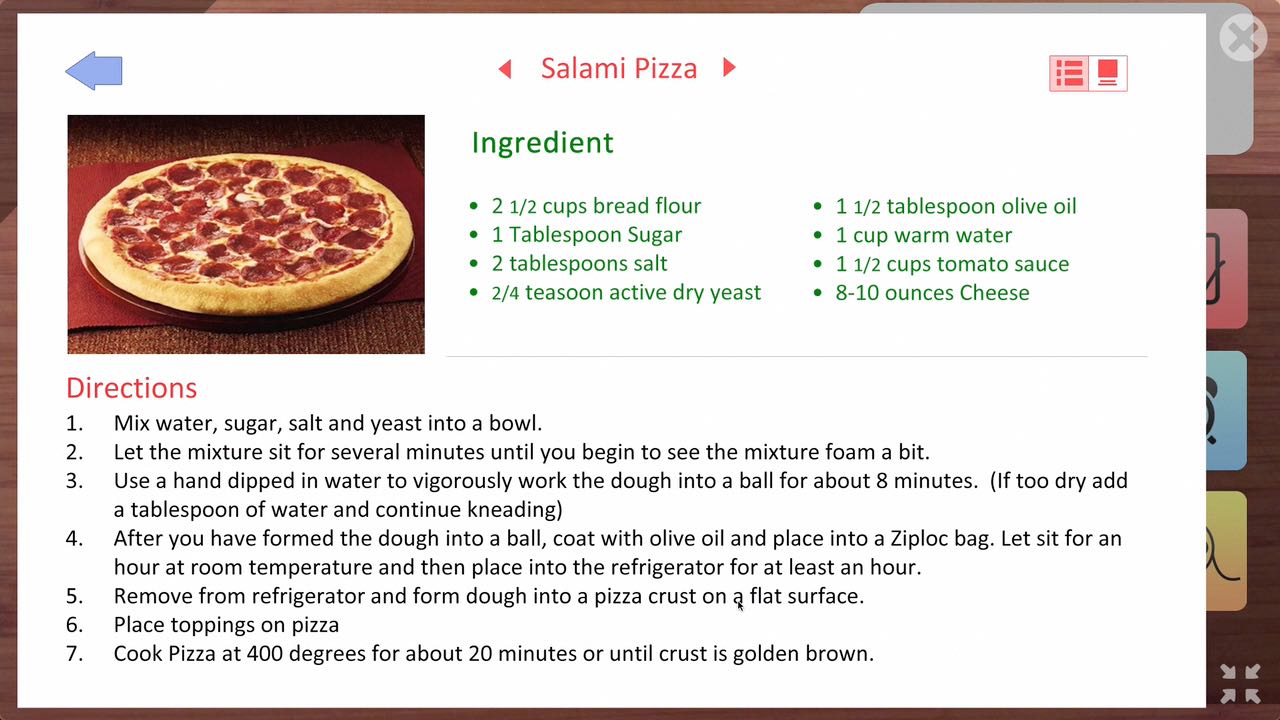 Salami Pizza
Ingredient
• 2 1/2 cups bread flour
• 1 Tablespoon Sugar
• 2 tablespoons salt
• 2/4 teasoon active dry yeast
• 1 1/2 tablespoon olive oil
• 1 cup warm water
• 1 1/2 cups tomato sauce
• 8-10 ounces Cheese
Directions
1. Mix water, sugar, salt and yeast into a bowl.
2. Let the mixture sit for several minutes until you begin to see the mixture foam a bit.
3. Use a hand dipped in water to vigorously work the dough into a ball for about 8 minutes. (If too dry add
a tablespoon of water and continue kneading)
4. After you have formed the dough into a ball, coat with olive oil and place into a Ziploc bag. Let sit for an
hour at room temperature and then place into the refrigerator for at least an hour.
5. Remove from refrigerator and form dough into a pizza crust on a flat surface.
6. Place toppings on pizza
7. Cook Pizza at 400 degrees for about 20 minutes or until crust is golden brown.